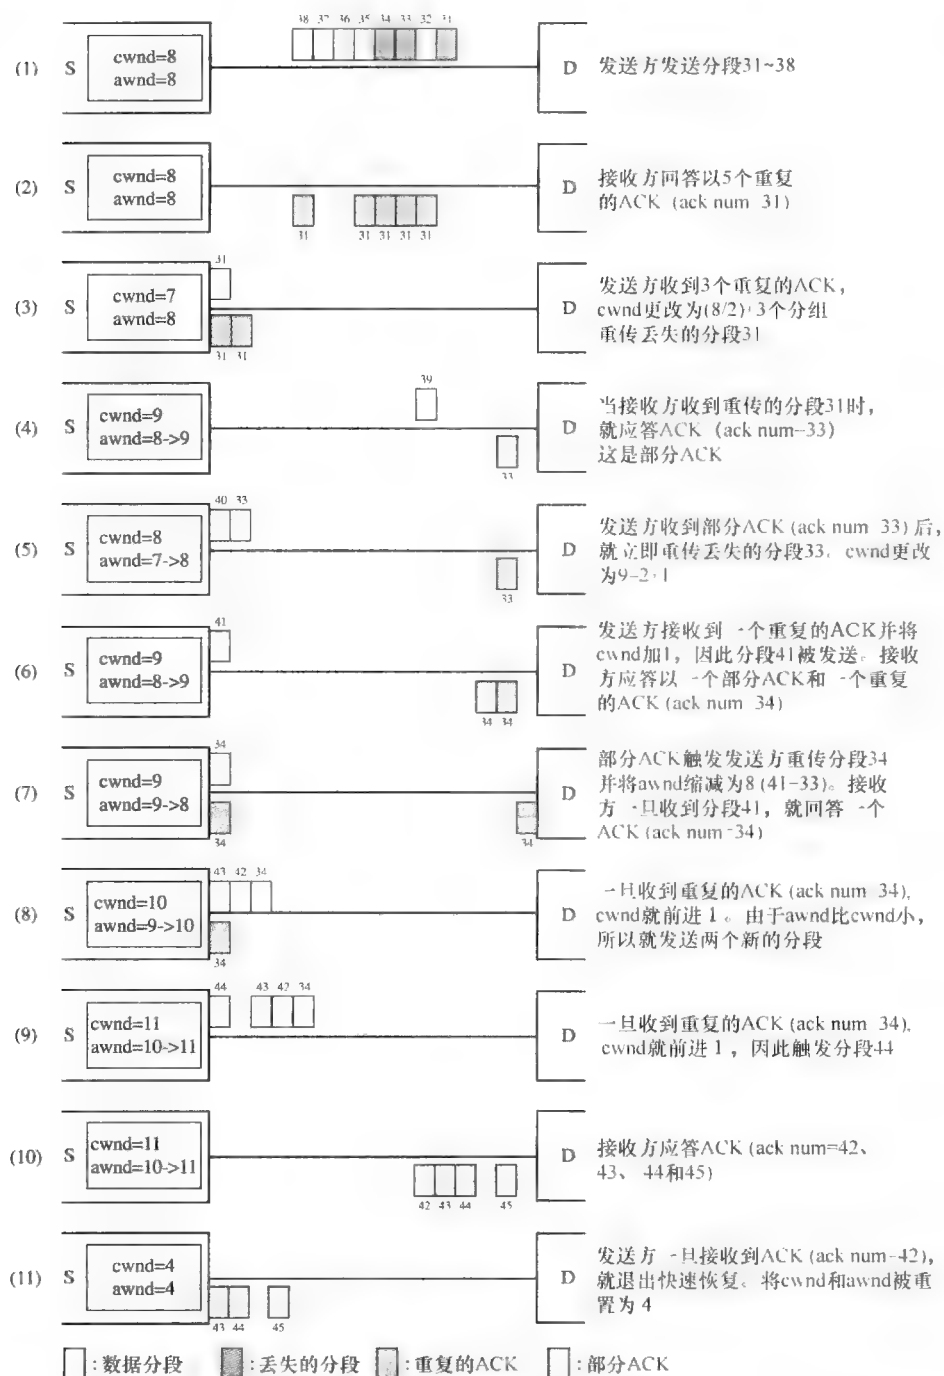 38 37 36 35 34 33 32 31
(1) S cwnd=8
awnd=8
D 发送方发送分段31~38
(2) S cwnd=8
awnd=8
D 接收方回答以5个重复
的ACK (ack num 31)
31 31 31 31 31
31
(3) S cwnd=7
awnd=8
D 发送方收到3个重复的ACK,
cwnd更改为(8/2)+3个分组
重传丢失的分段31
31 31
39
(4) S cwnd=9
awnd=8->9
D 当接收方收到重传的分段31时,
就应答ACK (ack num=33)
这是部分ACK
33
40 33
(5) S cwnd=8
awnd=7->8
D 发送方收到部分ACK (ack num 33) 后,
就立即重传丢失的分段33。cwnd更改
为9-2+1
33
41
(6) S cwnd=9
awnd=8->9
D 发送方接收到一个重复的ACK并将
cwnd加1, 因此分段41被发送。接收
方应答以一个部分ACK和一个重复
的ACK (ack num 34)
34 34
34
(7) S cwnd=9
awnd=9->8
D 部分ACK触发发送方重传分段34
并将awnd缩减为8 (41-33)。接收
方一旦收到分段41, 就回答一个
ACK (ack num=34)
34 34
43 42 34
(8) S cwnd=10
awnd=9->10
D 一旦收到重复的ACK (ack num 34),
cwnd就前进1。由于awnd比cwnd小,
所以就发送两个新的分段
34
44 43 42 34
(9) S cwnd=11
awnd=10->11
D 一旦收到重复的ACK (ack num 34),
cwnd就前进1, 因此触发分段44
(10) S cwnd=11
awnd=10->11
D 接收方应答ACK (ack num=42、
43、44和45)
42 43 44 45
(11) S cwnd=4
awnd=4
D 发送方一旦接收到ACK (ack num=42),
就退出快速恢复。将cwnd和awnd被重
置为 4
43 44 45
:数据分段 :丢失的分段 :重复的ACK :部分ACK